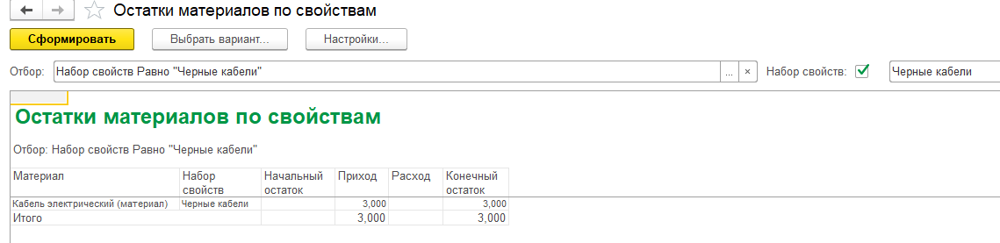 Остатки материалов по свойствам
Сформировать Выбрать вариант... Настройки...
Отбор: Набор свойств Равно "Черные кабели" ... × Набор свойств: Черные кабели
Остатки материалов по свойствам
Отбор: Набор свойств Равно "Черные кабели"
Материал Набор свойств Начальный остаток Приход Расход Конечный остаток
Кабель электрический (материал) Черные кабели 3,000 3,000
Итого 3,000 3,000